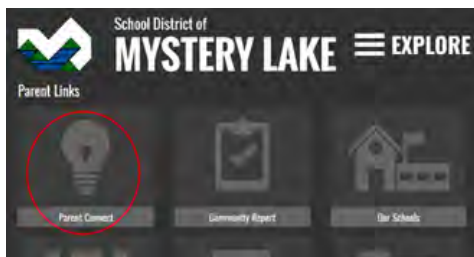 School District of
MYSTERY LAKE
EXPLORE
Parent Links
Parent Connect
Community Report
Our Schools